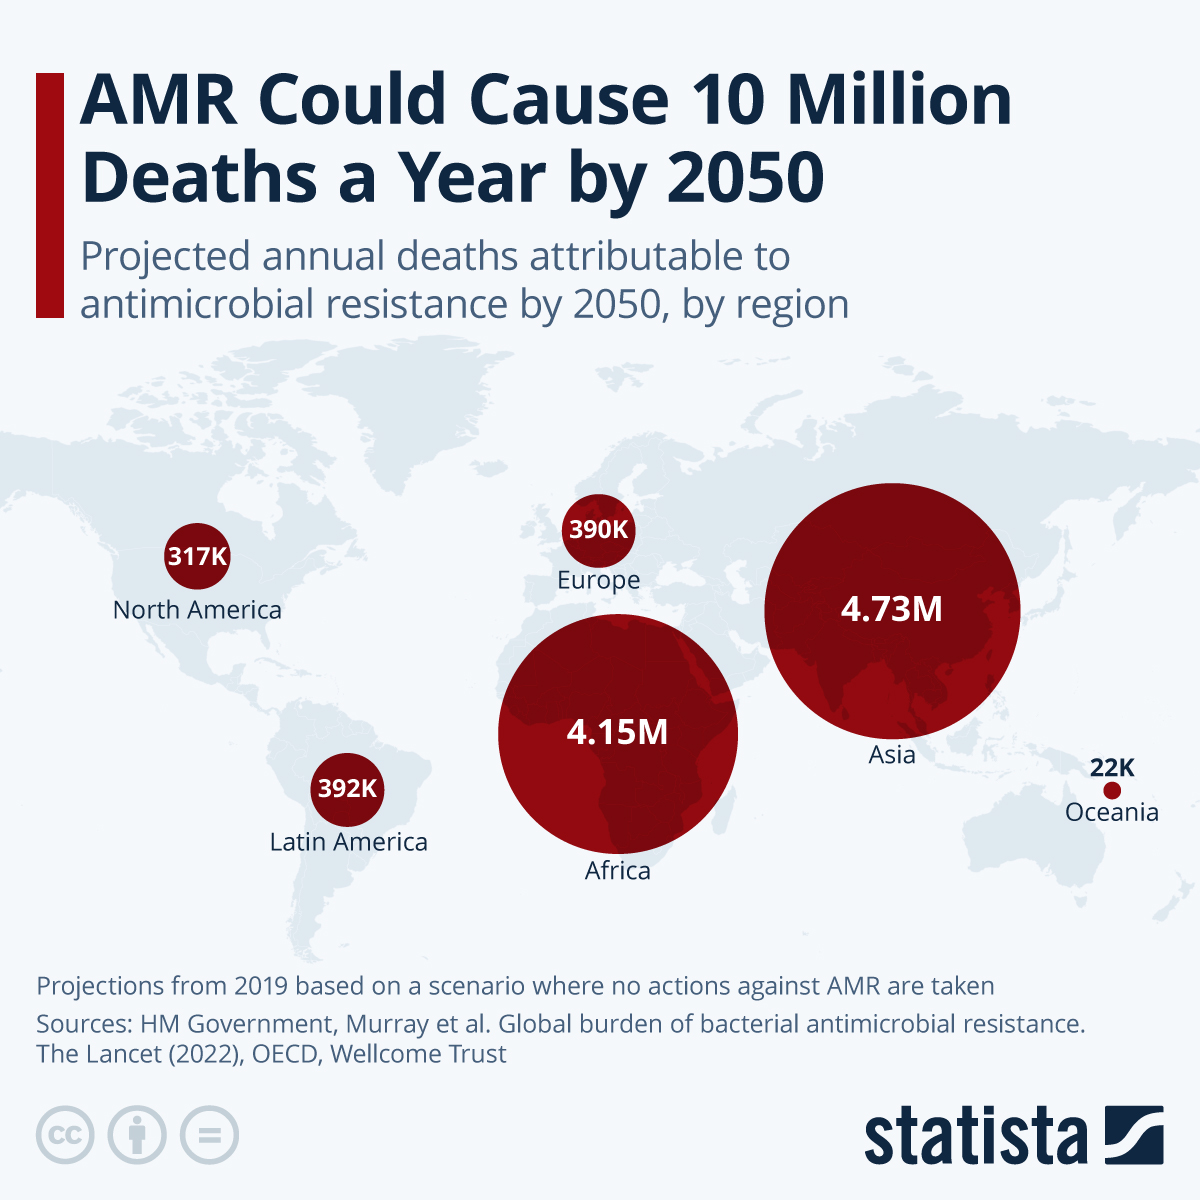 AMR Could Cause 10 Million
Deaths a Year by 2050
Projected annual deaths attributable to
antimicrobial resistance by 2050, by region
317K
North America
390K
Europe
4.73M
Asia
4.15M
Africa
392K
Latin America
22K
Oceania
Projections from 2019 based on a scenario where no actions against AMR are taken
Sources: HM Government, Murray et al. Global burden of bacterial antimicrobial resistance.
The Lancet (2022), OECD, Wellcome Trust
cc
statista